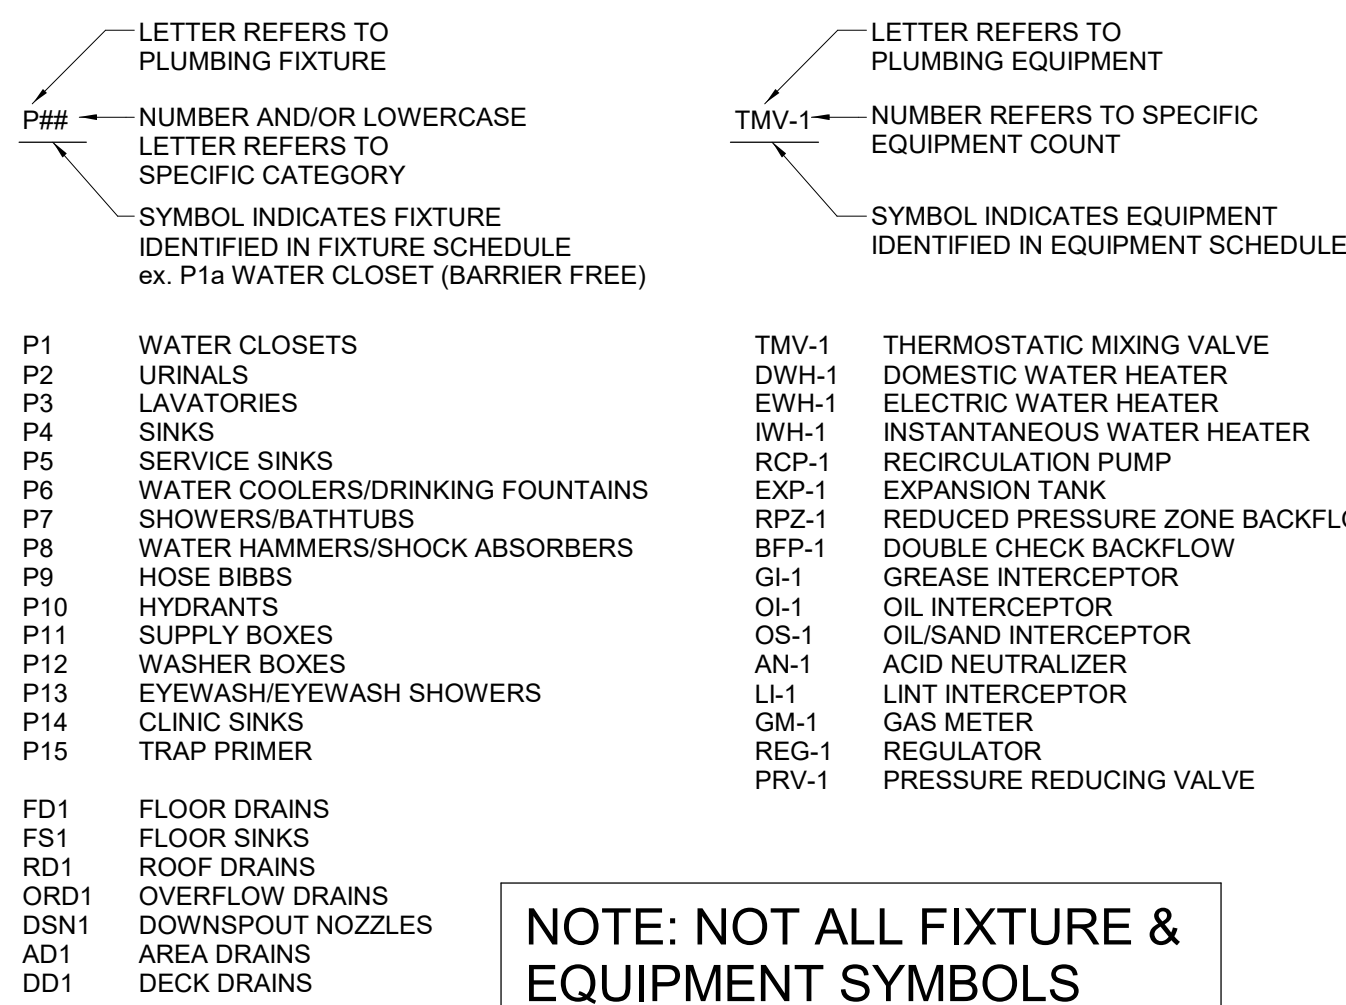 LETTER REFERS TO
PLUMBING FIXTURE
P##
NUMBER AND/OR LOWERCASE
LETTER REFERS TO
SPECIFIC CATEGORY
SYMBOL INDICATES FIXTURE
IDENTIFIED IN FIXTURE SCHEDULE
ex. P1a WATER CLOSET (BARRIER FREE)
P1 WATER CLOSETS
P2 URINALS
P3 LAVATORIES
P4 SINKS
P5 SERVICE SINKS
P6 WATER COOLERS/DRINKING FOUNTAINS
P7 SHOWERS/BATHTUBS
P8 WATER HAMMERS/SHOCK ABSORBERS
P9 HOSE BIBBS
P10 HYDRANTS
P11 SUPPLY BOXES
P12 WASHER BOXES
P13 EYEWASH/EYEWASH SHOWERS
P14 CLINIC SINKS
P15 TRAP PRIMER
FD1 FLOOR DRAINS
FS1 FLOOR SINKS
RD1 ROOF DRAINS
ORD1 OVERFLOW DRAINS
DSN1 DOWNSPOUT NOZZLES
AD1 AREA DRAINS
DD1 DECK DRAINS
LETTER REFERS TO
PLUMBING EQUIPMENT
TMV-1
NUMBER REFERS TO SPECIFIC
EQUIPMENT COUNT
SYMBOL INDICATES EQUIPMENT
IDENTIFIED IN EQUIPMENT SCHEDULE
TMV-1 THERMOSTATIC MIXING VALVE
DWH-1 DOMESTIC WATER HEATER
EWH-1 ELECTRIC WATER HEATER
IWH-1 INSTANTANEOUS WATER HEATER
RCP-1 RECIRCULATION PUMP
EXP-1 EXPANSION TANK
RPZ-1 REDUCED PRESSURE ZONE
BFP-1 DOUBLE CHECK BACKFLOW
GI-1 GREASE INTERCEPTOR
OI-1 OIL INTERCEPTOR
OS-1 OIL/SAND INTERCEPTOR
AN-1 ACID NEUTRALIZER
LI-1 LINT INTERCEPTOR
GM-1 GAS METER
REG-1 REGULATOR
PRV-1 PRESSURE REDUCING VALVE
NOTE: NOT ALL FIXTURE &
EQUIPMENT SYMBOLS